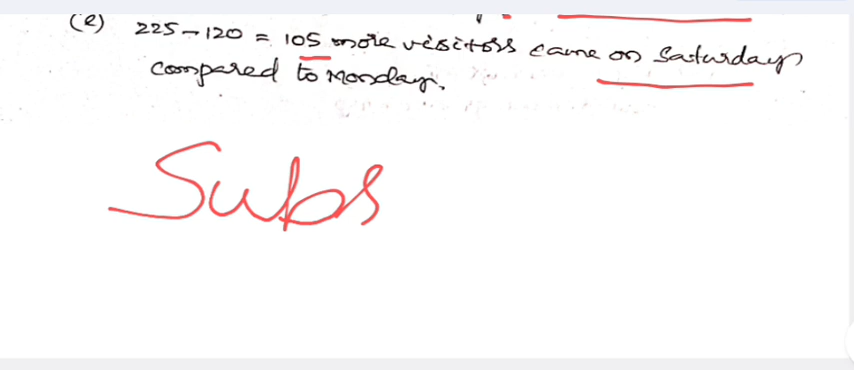 (e) 225-120 = 105 more visitors came on Saturday
compared to Monday.
Subs